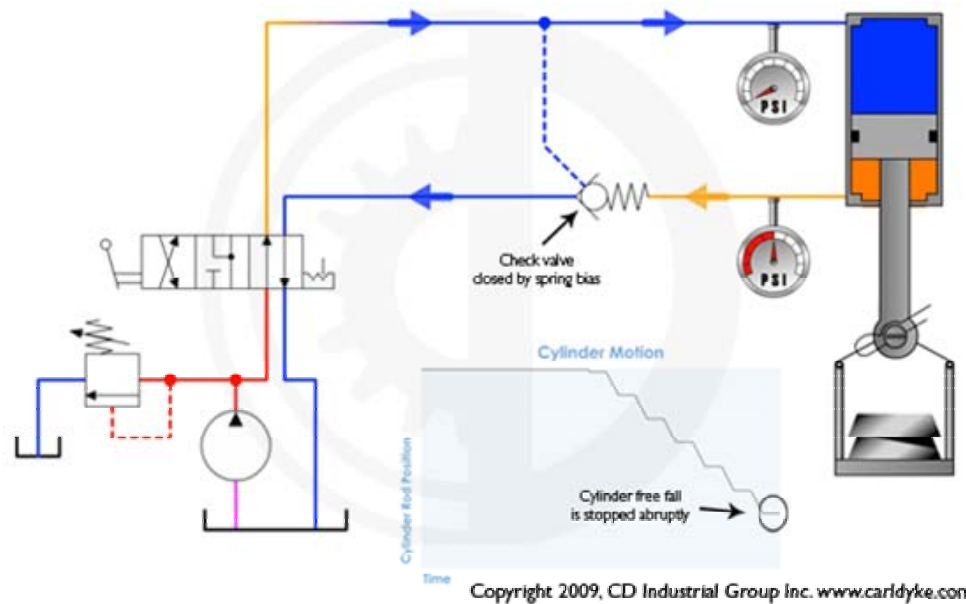 PSI
Check valve
closed by spring bias
PSI
Cylinder Motion
Cylinder Rod Position
Cylinder free fall
is stopped abruptly
Time
Copyright 2009, CD Industrial Group Inc. www.carldyke.com